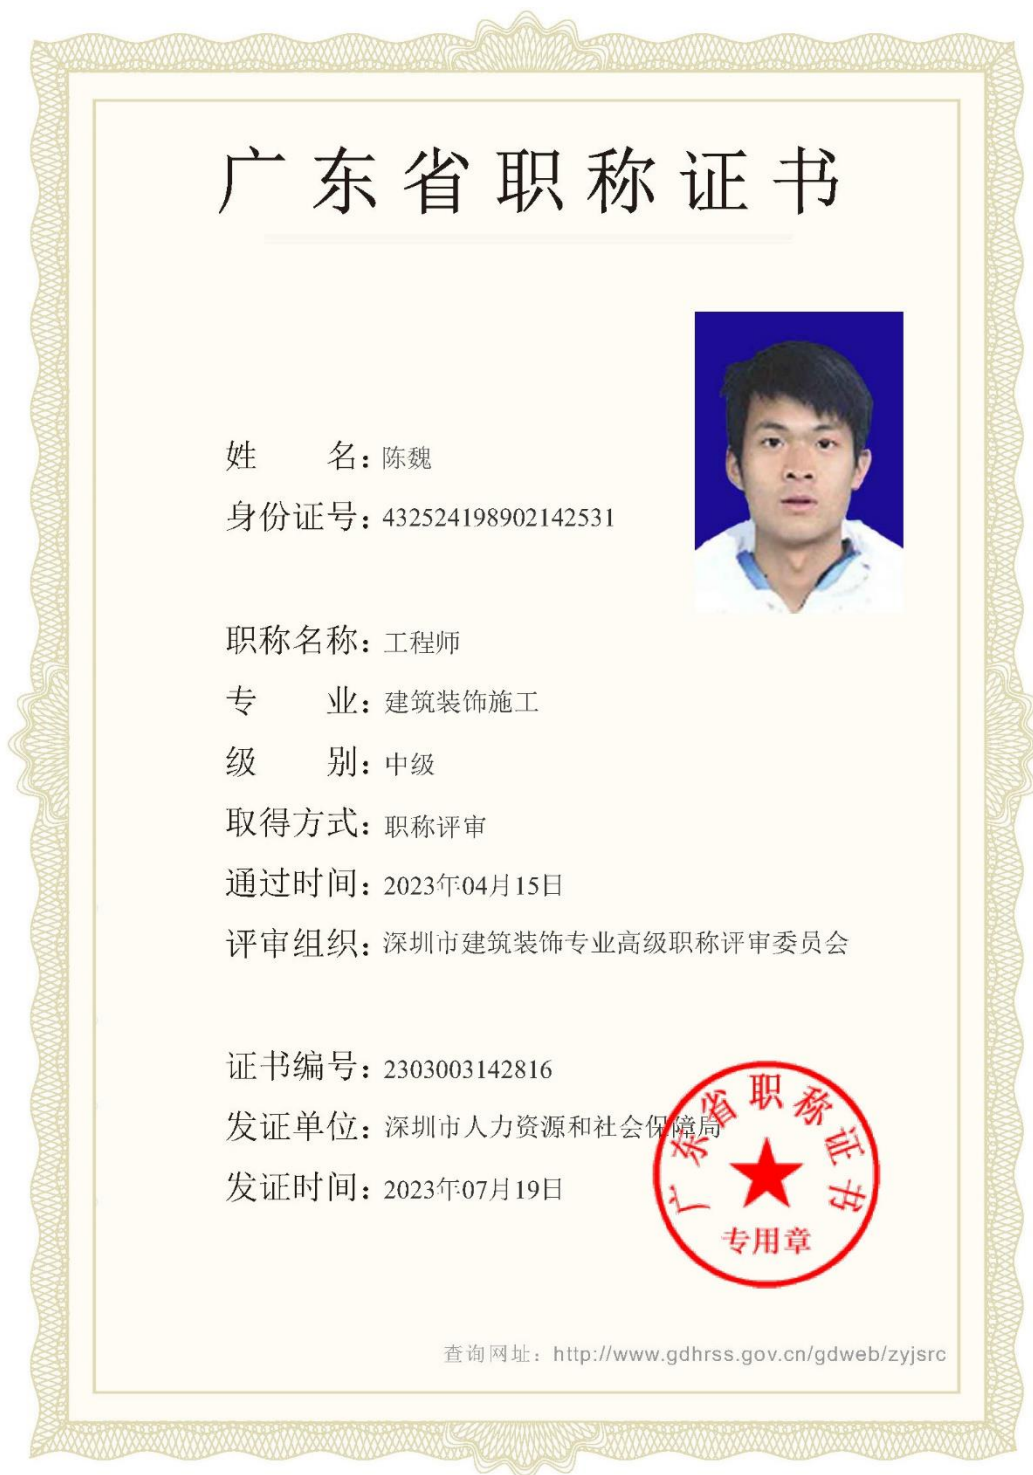 广东省职称证书
姓 名：陈魏
身份证号：432524198902142531
职称名称：工程师
专 业：建筑装饰施工
级 别：中级
取得方式：职称评审
通过时间：2023年04月15日
评审组织：深圳市建筑装饰专业高级职称评审委员会
证书编号：2303003142816
发证单位：深圳市人力资源和社会保障局
发证时间：2023年07月19日
广东省职称证书
专用章
查询网址：http://www.gdhrss.gov.cn/gdweb/zyjsrc